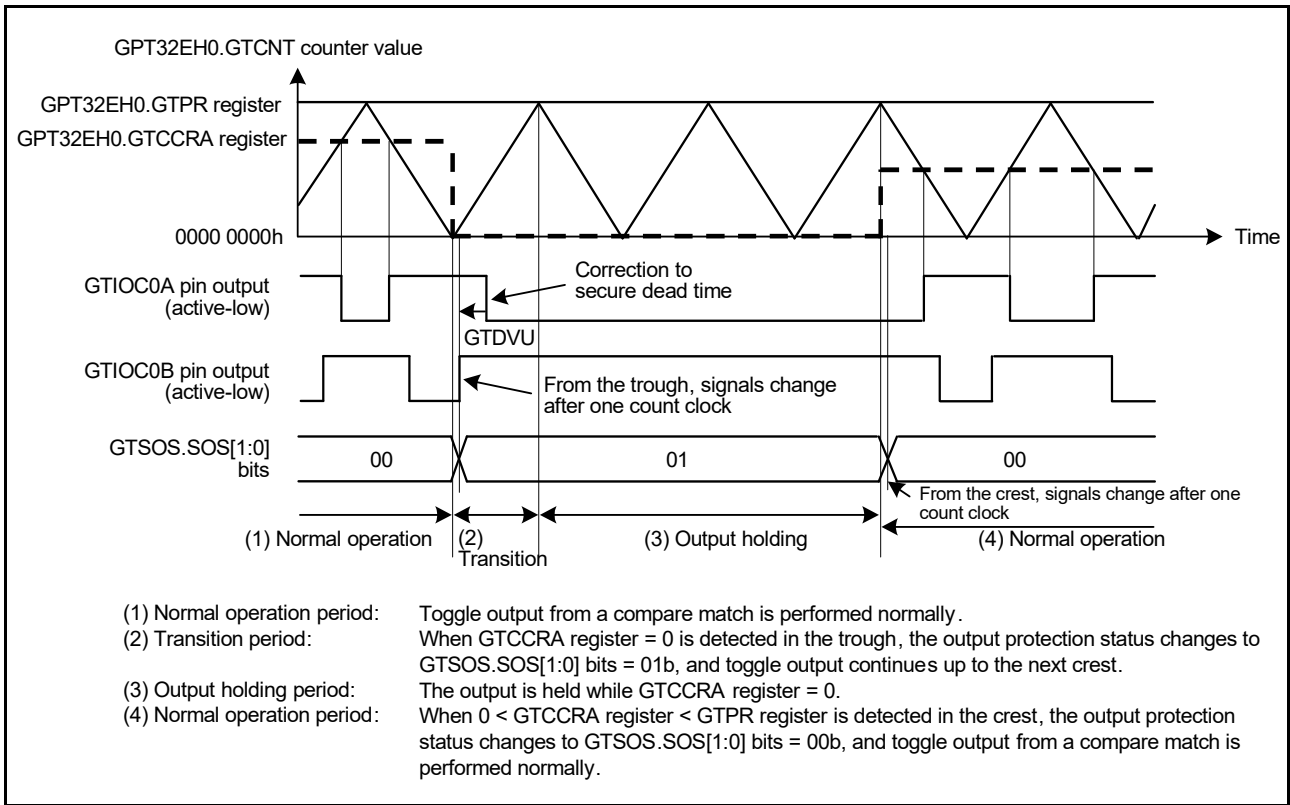 GPT32EH0.GTCNT counter value
GPT32EH0.GTPR register
GPT32EH0.GTCCRA register
0000 0000h
Time
GTIOC0A pin output
(active-low)
Correction to
secure dead time
GTDVU
GTIOC0B pin output
(active-low)
From the trough, signals change
after one count clock
GTSOS.SOS[1:0]
bits
00
01
00
From the crest, signals change after one
count clock
(1) Normal operation
(2)
Transition
(3) Output holding
(4) Normal operation
(1) Normal operation period: Toggle output from a compare match is performed normally.
(2) Transition period: When GTCCRA register = 0 is detected in the trough, the output protection status changes to
GTSOS.SOS[1:0] bits = 01b, and toggle output continues up to the next crest.
(3) Output holding period: The output is held while GTCCRA register = 0.
(4) Normal operation period: When 0 < GTCCRA register < GTPR register is detected in the crest, the output protection
status changes to GTSOS.SOS[1:0] bits = 00b, and toggle output from a compare match is
performed normally.